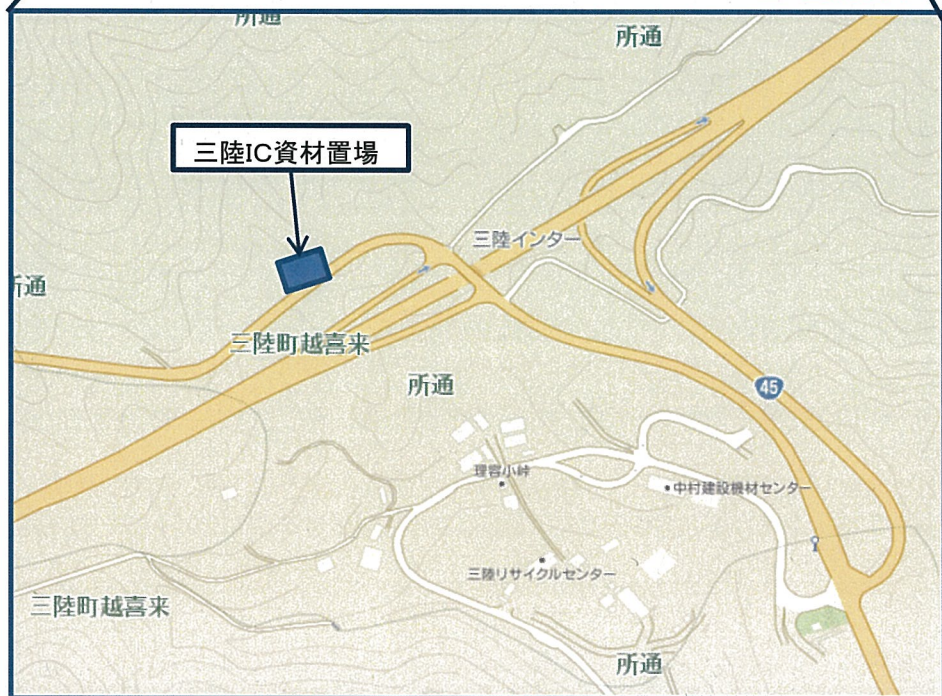 所通
所通
三陸IC資材置場
三陸インター
所通
三陸町越喜来
所通
45
理容小峠
中村建設機材センター
三陸リサイクルセンター
三陸町越喜来
所通